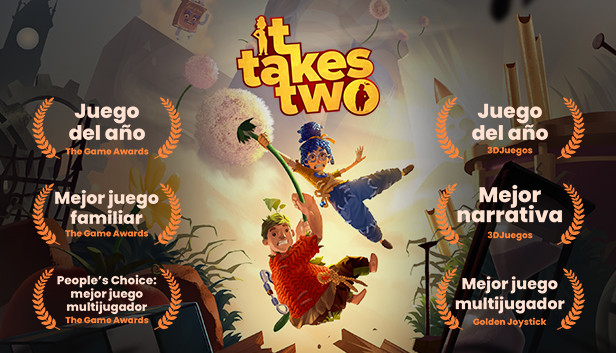 it
takes
two
Juego
del año
The Game Awards
Mejor juego
familiar
The Game Awards
People's Choice:
mejor juego
multijugador
The Game Awards
Juego
del año
3DJuegos
Mejor
narrativa
3DJuegos
Mejor juego
multijugador
Golden Joystick